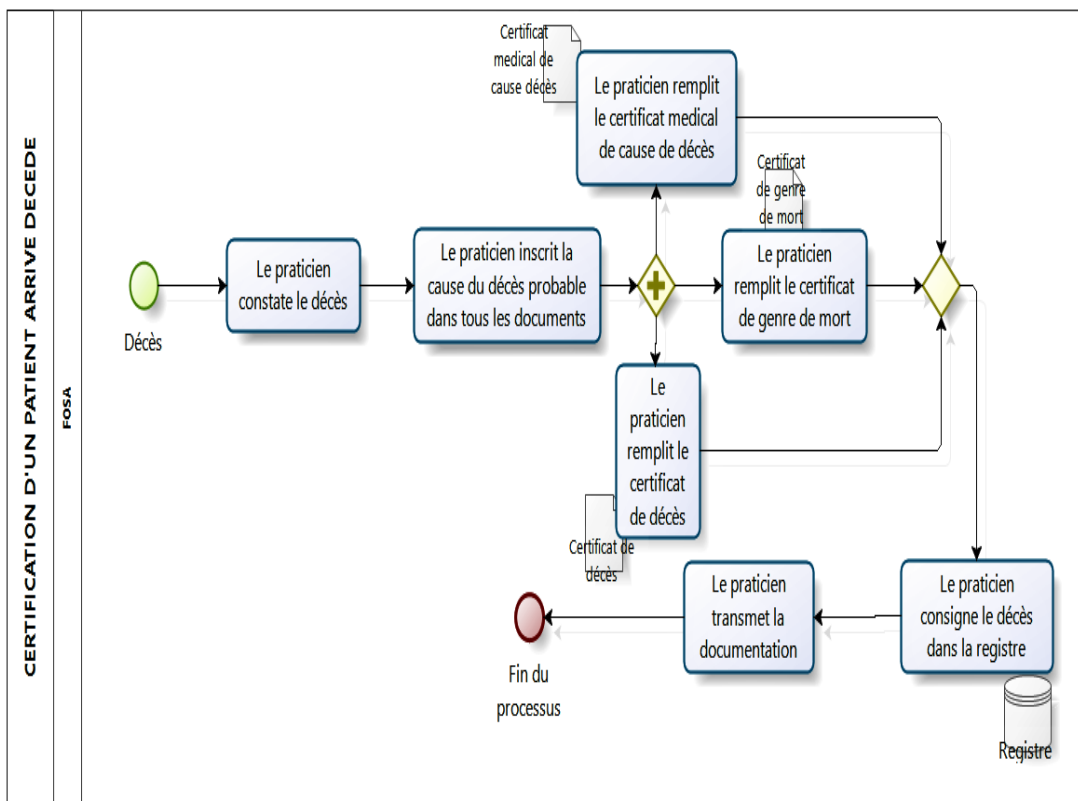 CERTIFICATION D'UN PATIENT ARRIVE DECEDE
FOSA
Décès
Le praticien
constate le décès
Le praticien inscrit la
cause du décès probable
dans tous les documents
Certificat
medical de
cause décès
Le praticien remplit
le certificat medical
de cause de décès
Certificat
de genre
de mort
Le praticien
remplit le certificat
de genre de mort
Le
praticien
remplit le
certificat
de décès
Certificat de
décès
Le praticien
consigne le décès
dans la registre
Registre
Le praticien
transmet la
documentation
Fin du
processus